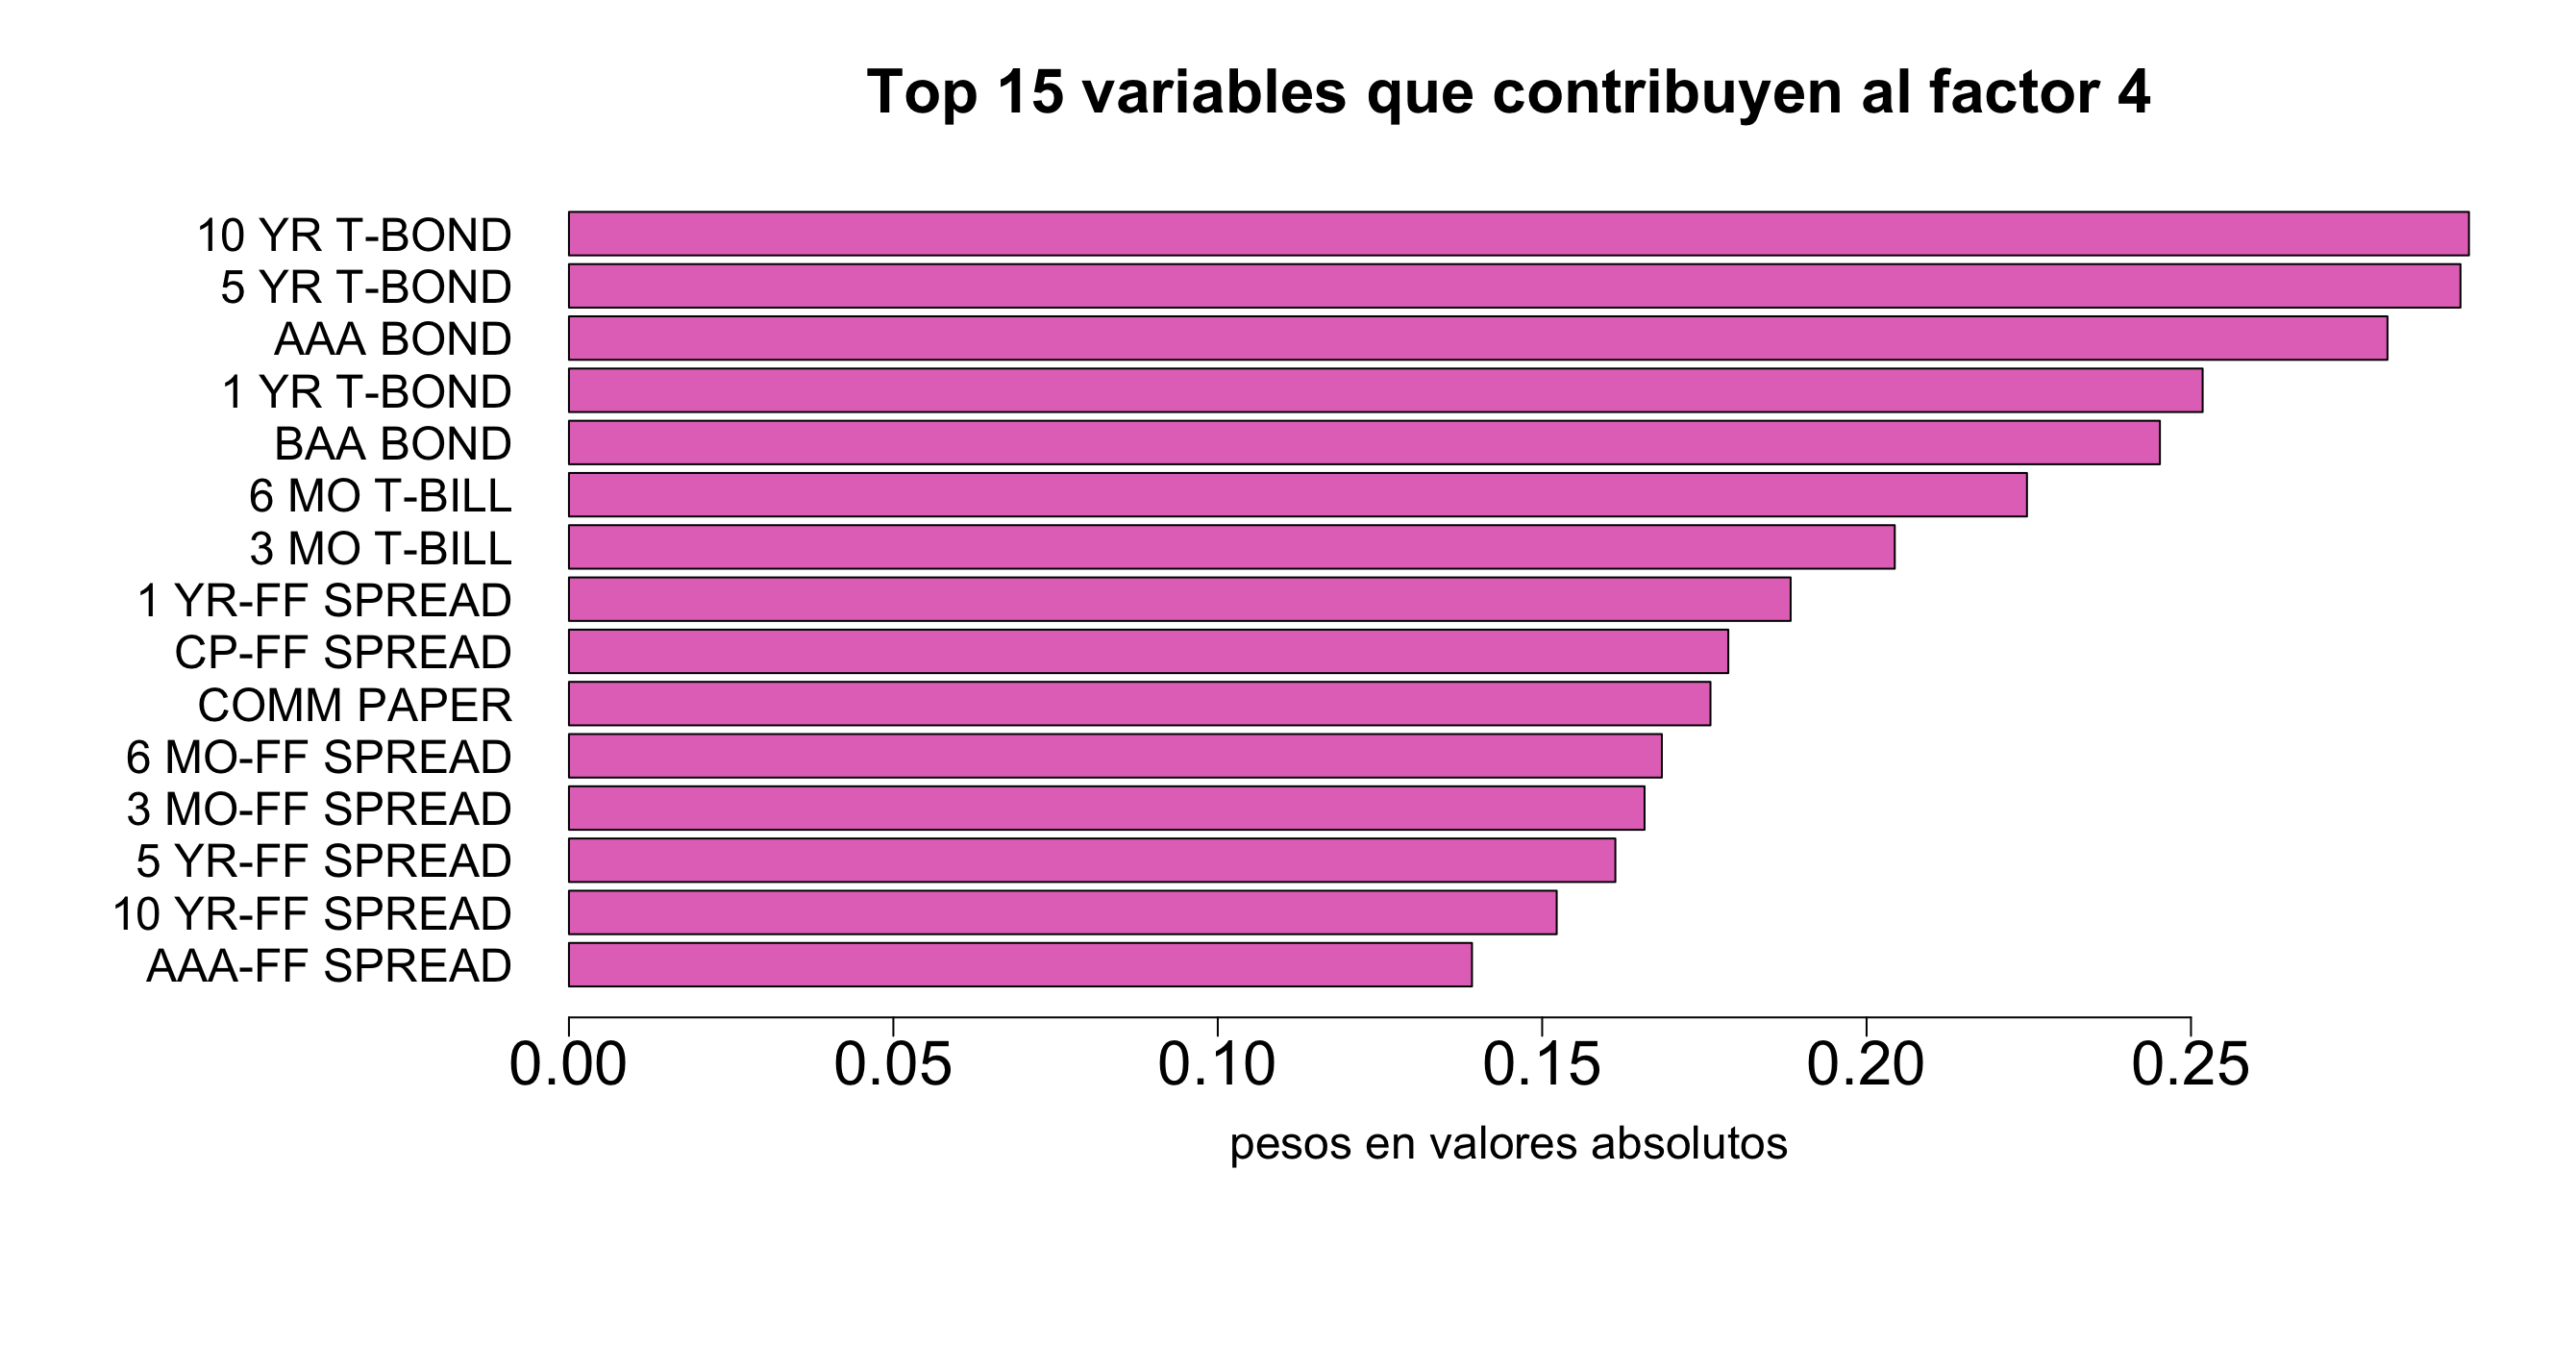 Top 15 variables que contribuyen al factor 4
10 YR T-BOND
5 YR T-BOND
AAA BOND
1 YR T-BOND
BAA BOND
6 MO T-BILL
3 MO T-BILL
1 YR-FF SPREAD
CP-FF SPREAD
COMM PAPER
6 MO-FF SPREAD
3 MO-FF SPREAD
5 YR-FF SPREAD
10 YR-FF SPREAD
AAA-FF SPREAD
0.00 0.05 0.10 0.15 0.20 0.25
pesos en valores absolutos